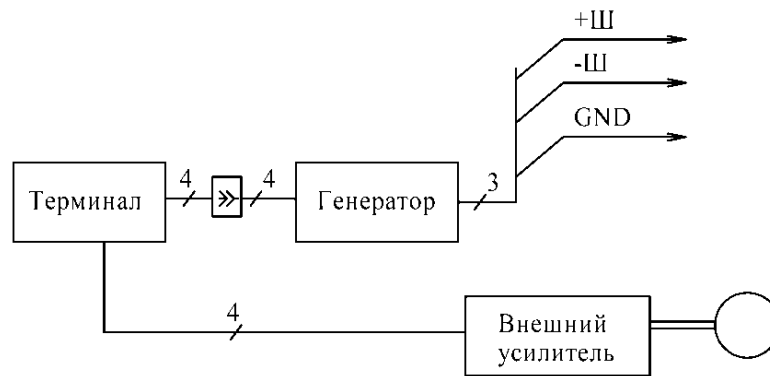 +Ш
-Ш
GND
4
4
3
Терминал
Генератор
4
Внешний
усилитель